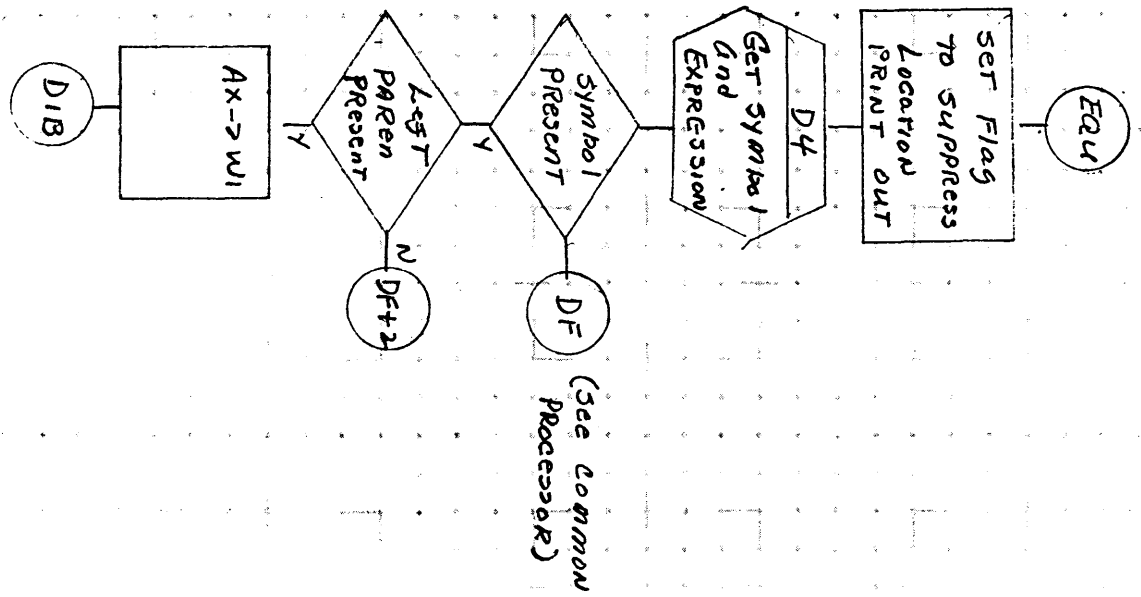 EQU
SET Flag
TO SUPPRESS
LOCATION
PRINT OUT
D4
Get Symbol
and
EXPRESSION
Symbol
PRESENT
DF
(See COMMON
PROCESSOR)
Y
Left
PAREN
PRESENT
N
DF+2
Y
AX->W1
D1B